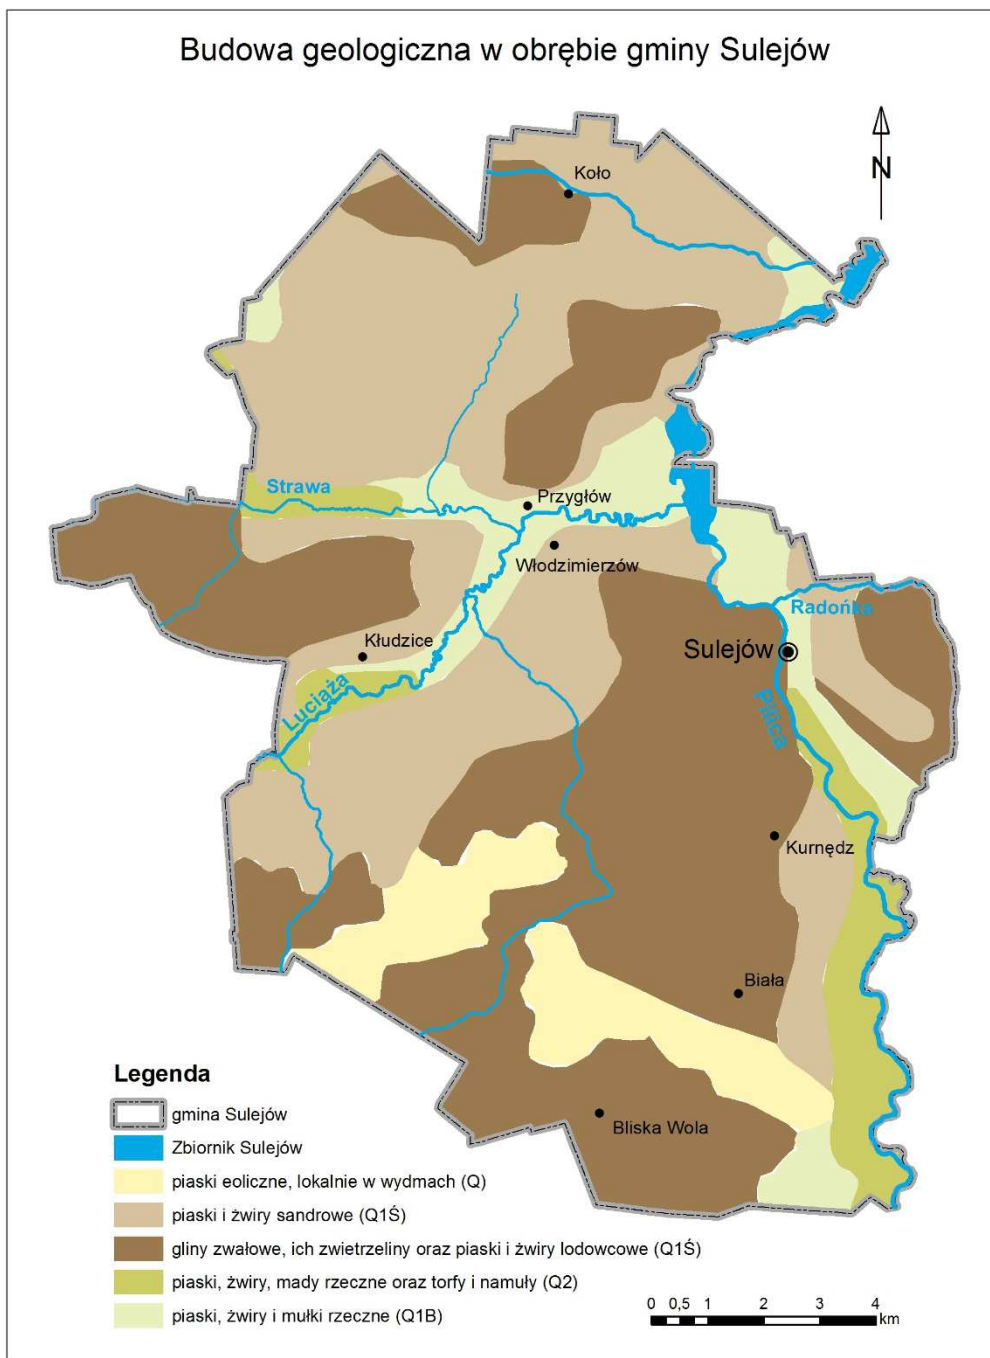 Budowa geologiczna w obrębie gminy Sulejów
N
Koło
Strawa
Przygłów
Włodzimierzów
Radońka
Kłudzice
Sulejów
Luciąża
Pilica
Kurnędz
Biała
Bliska Wola
Legenda
gmina Sulejów
Zbiornik Sulejów
piaski eoliczne, lokalnie w wydmach (Q)
piaski i żwiry sandrowe (Q1Ś)
gliny zwałowe, ich zwietrzeliny oraz piaski i żwiry lodowcowe (Q1Ś)
piaski, żwiry, mady rzeczne oraz torfy i namuły (Q2)
piaski, żwiry i mułki rzeczne (Q1B)
0 0,5 1 2 3 4
km